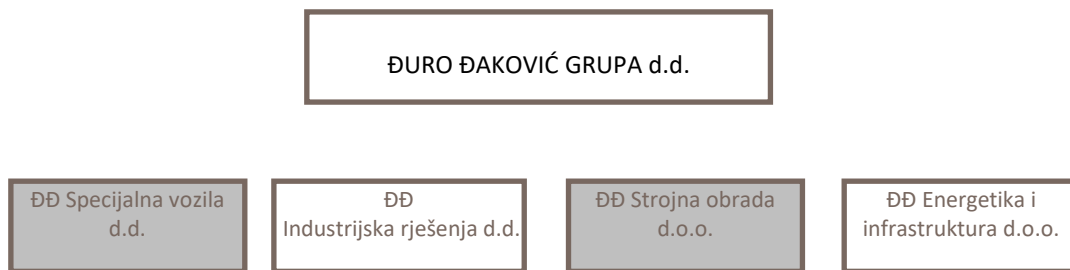 ĐURO ĐAKOVIĆ GRUPA d.d.
ĐĐ Specijalna vozila
d.d.
ĐĐ
Industrijska rješenja d.d.
ĐĐ Strojna obrada
d.o.o.
ĐĐ Energetika i
infrastruktura d.o.o.